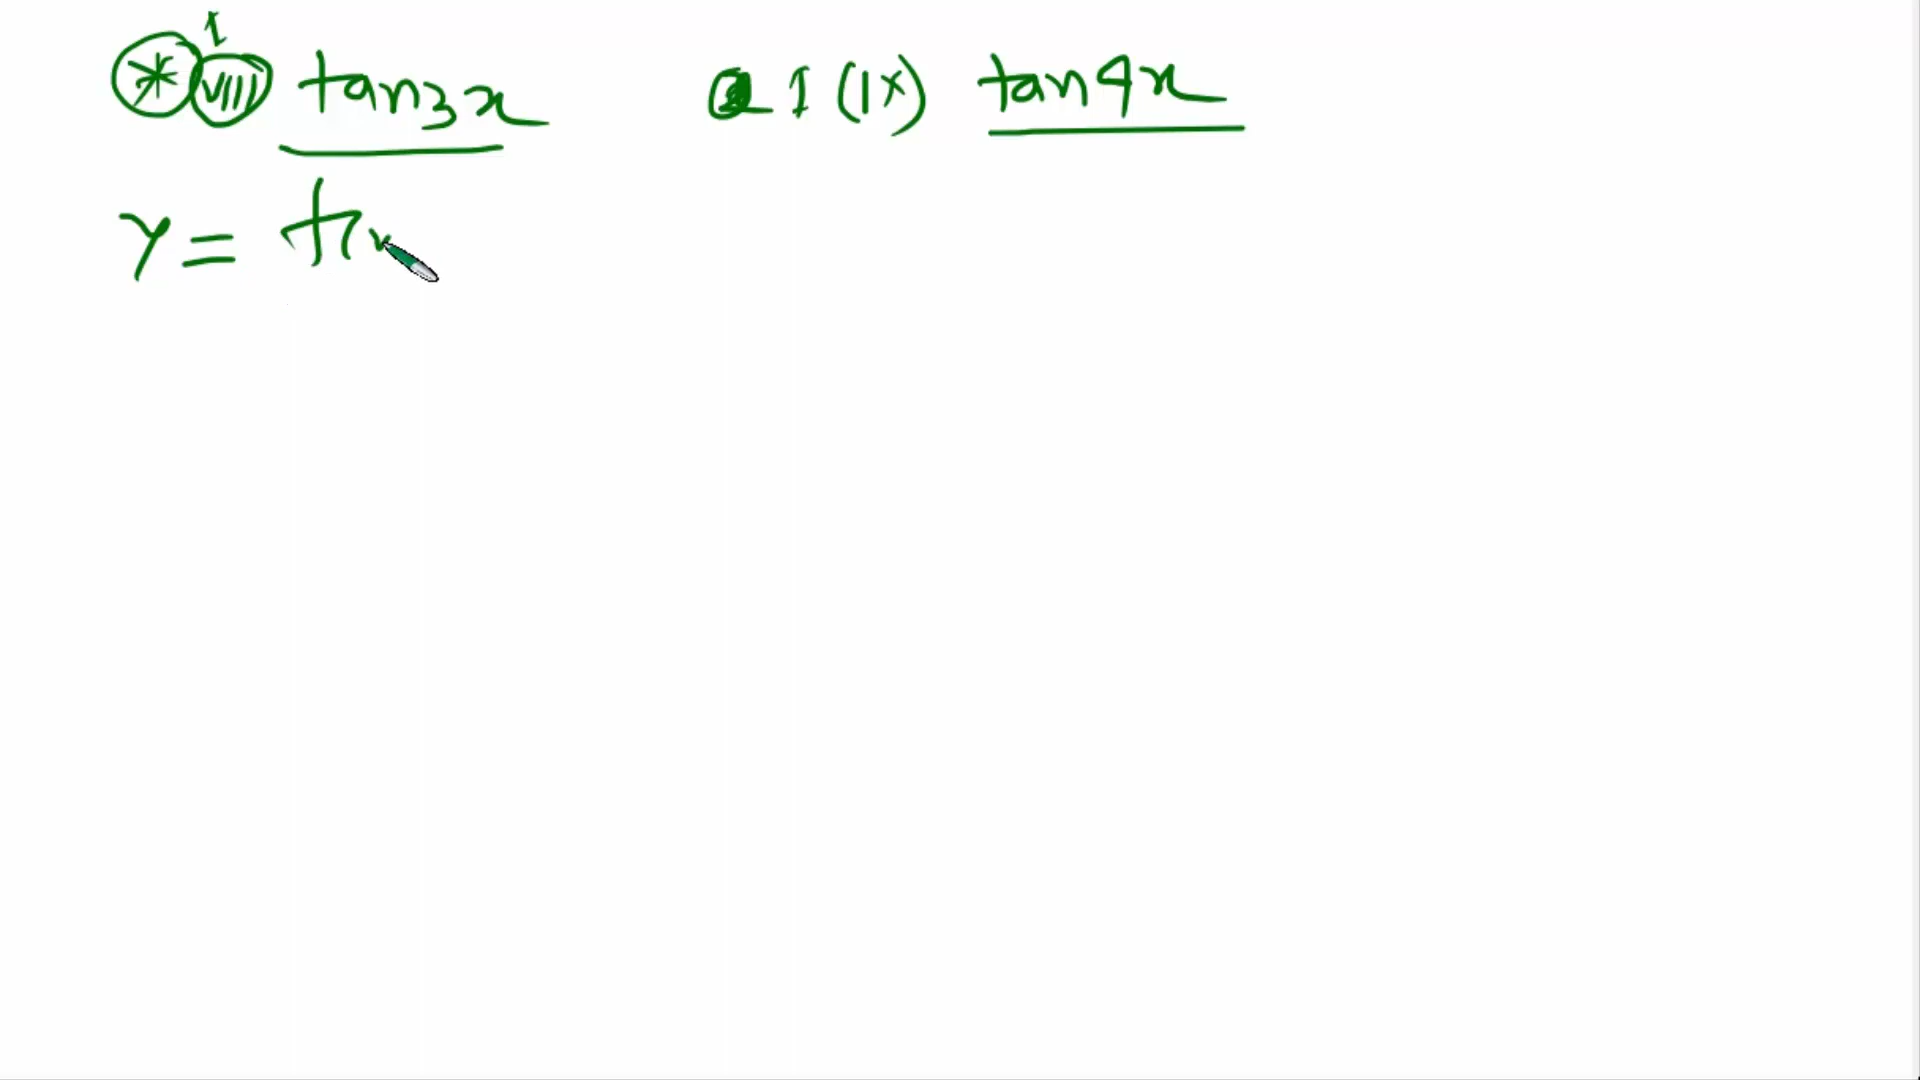 I
* VIII tan3x Q I (IX) tan4x
y = f(x